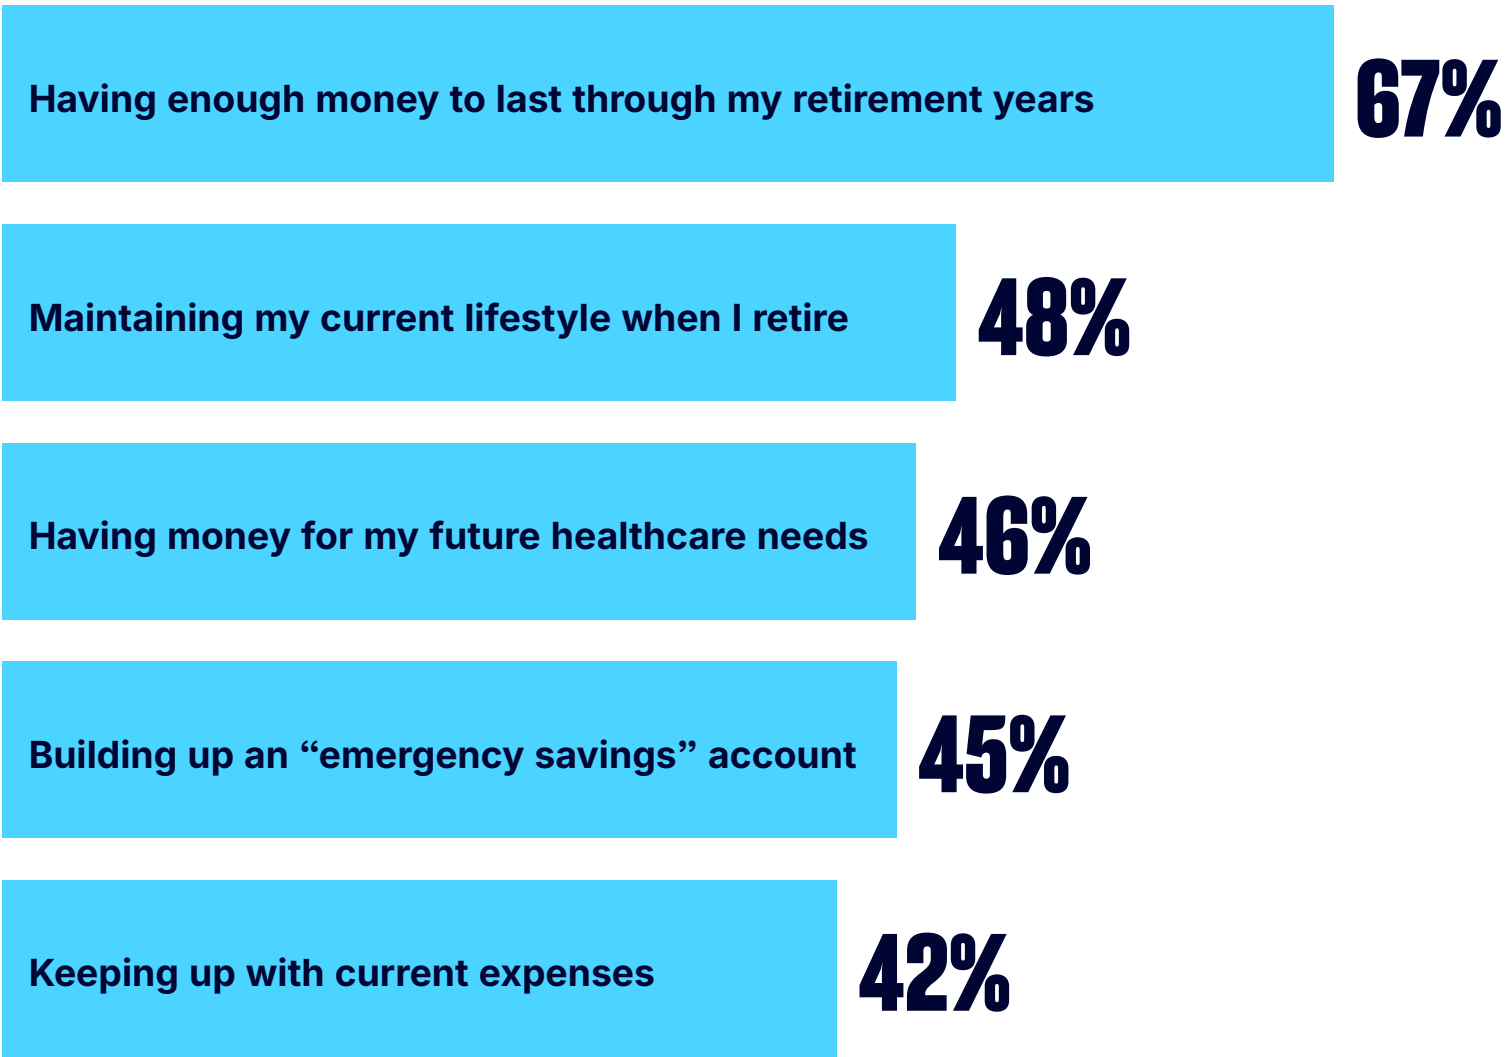 Having enough money to last through my retirement years
67%
Maintaining my current lifestyle when I retire
48%
Having money for my future healthcare needs
46%
Building up an “emergency savings” account
45%
Keeping up with current expenses
42%